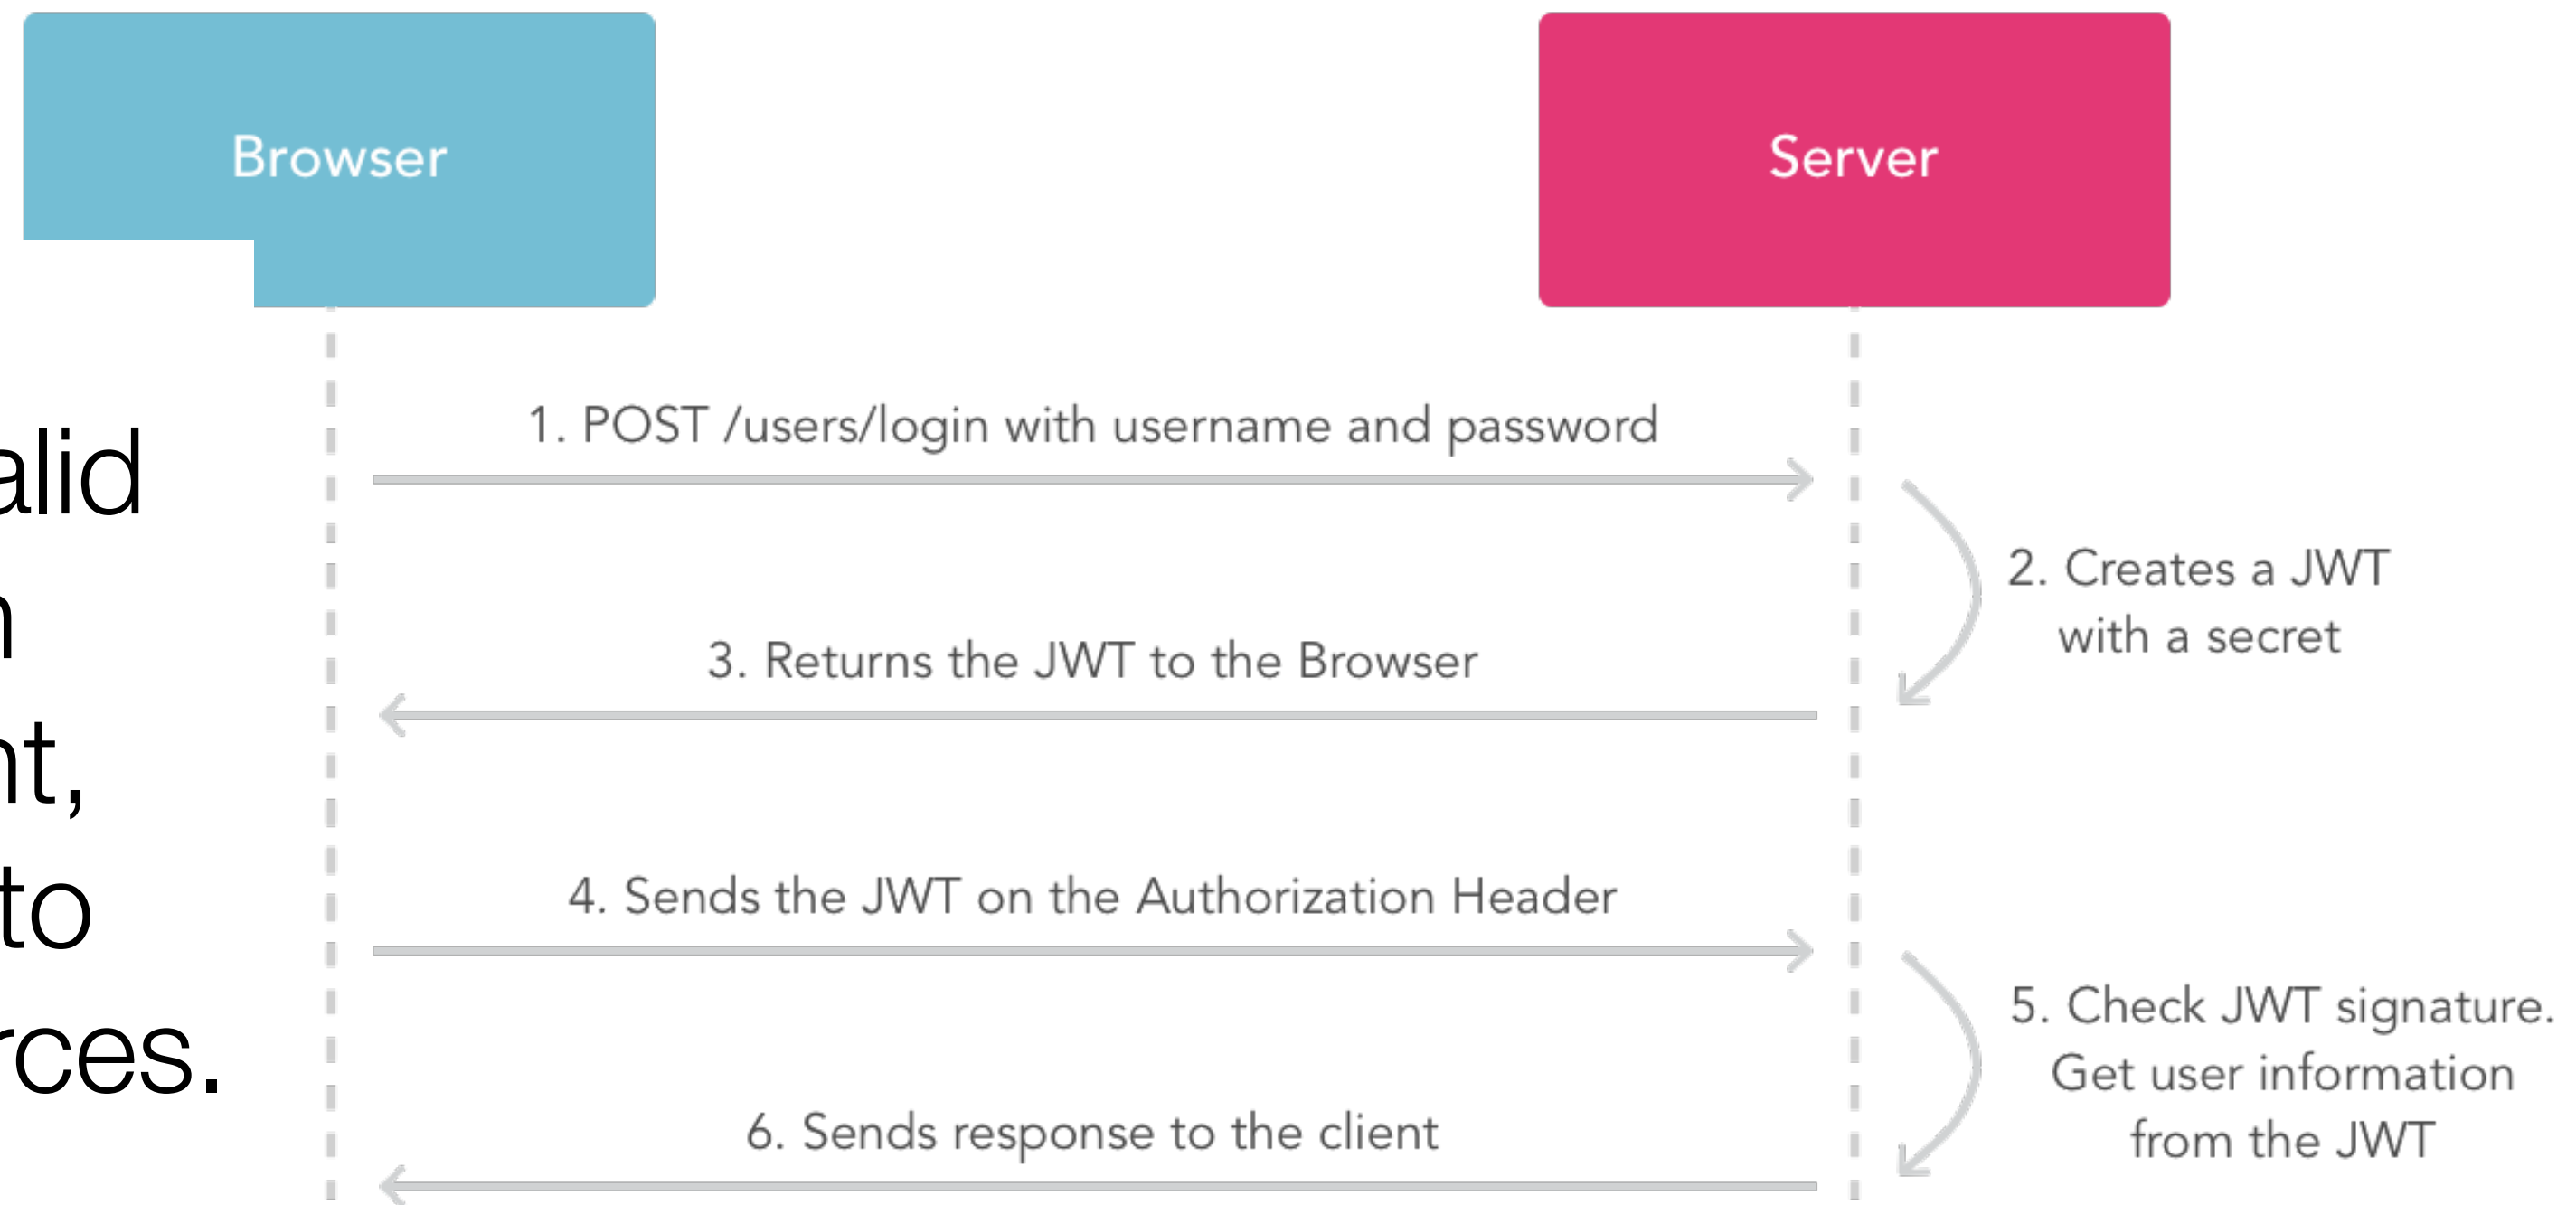 Browser
Server
alid
nt,
to
rces.
1. POST /users/login with username and password
2. Creates a JWT
with a secret
3. Returns the JWT to the Browser
4. Sends the JWT on the Authorization Header
5. Check JWT signature.
Get user information
from the JWT
6. Sends response to the client